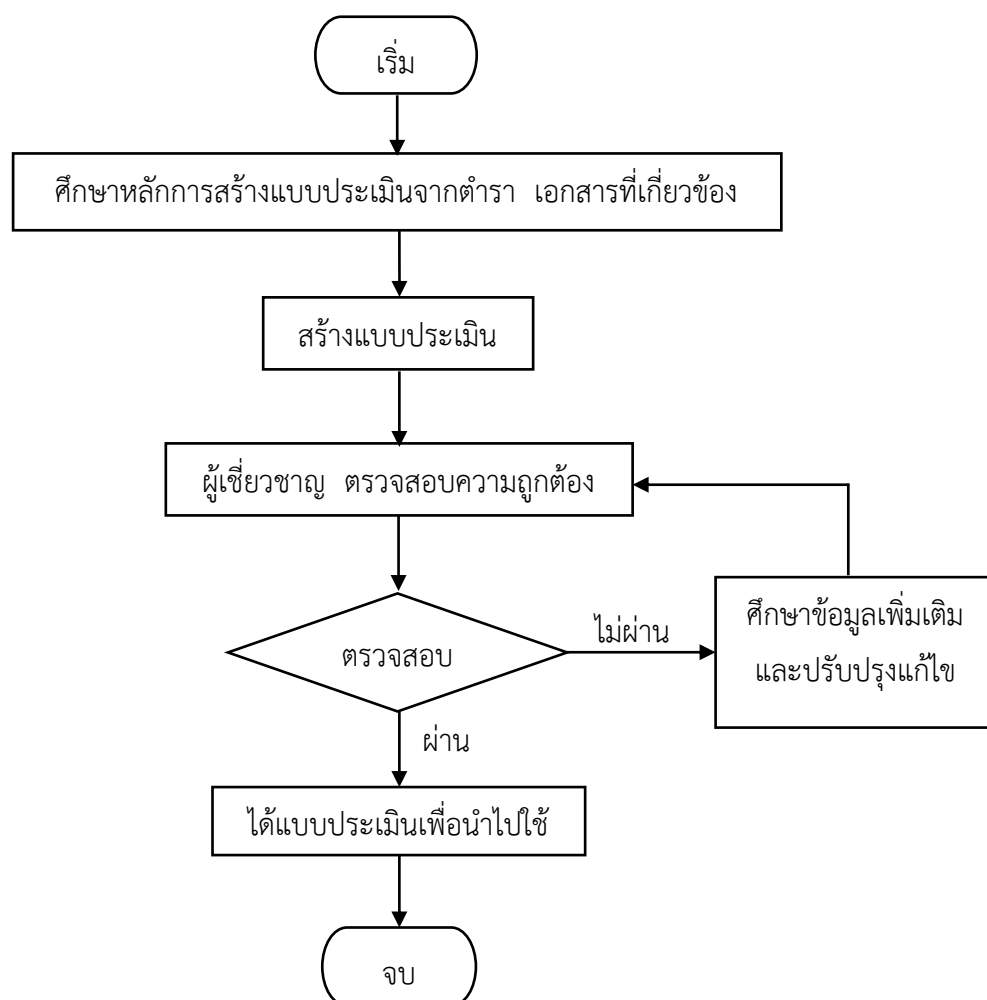 เริ่ม
ศึกษาหลักการสร้างแบบประเมินจากตำรา เอกสารที่เกี่ยวข้อง
สร้างแบบประเมิน
ผู้เชี่ยวชาญ ตรวจสอบความถูกต้อง
ตรวจสอบ
ไม่ผ่าน
ศึกษาข้อมูลเพิ่มเติม
และปรับปรุงแก้ไข
ผ่าน
ได้แบบประเมินเพื่อนำไปใช้
จบ